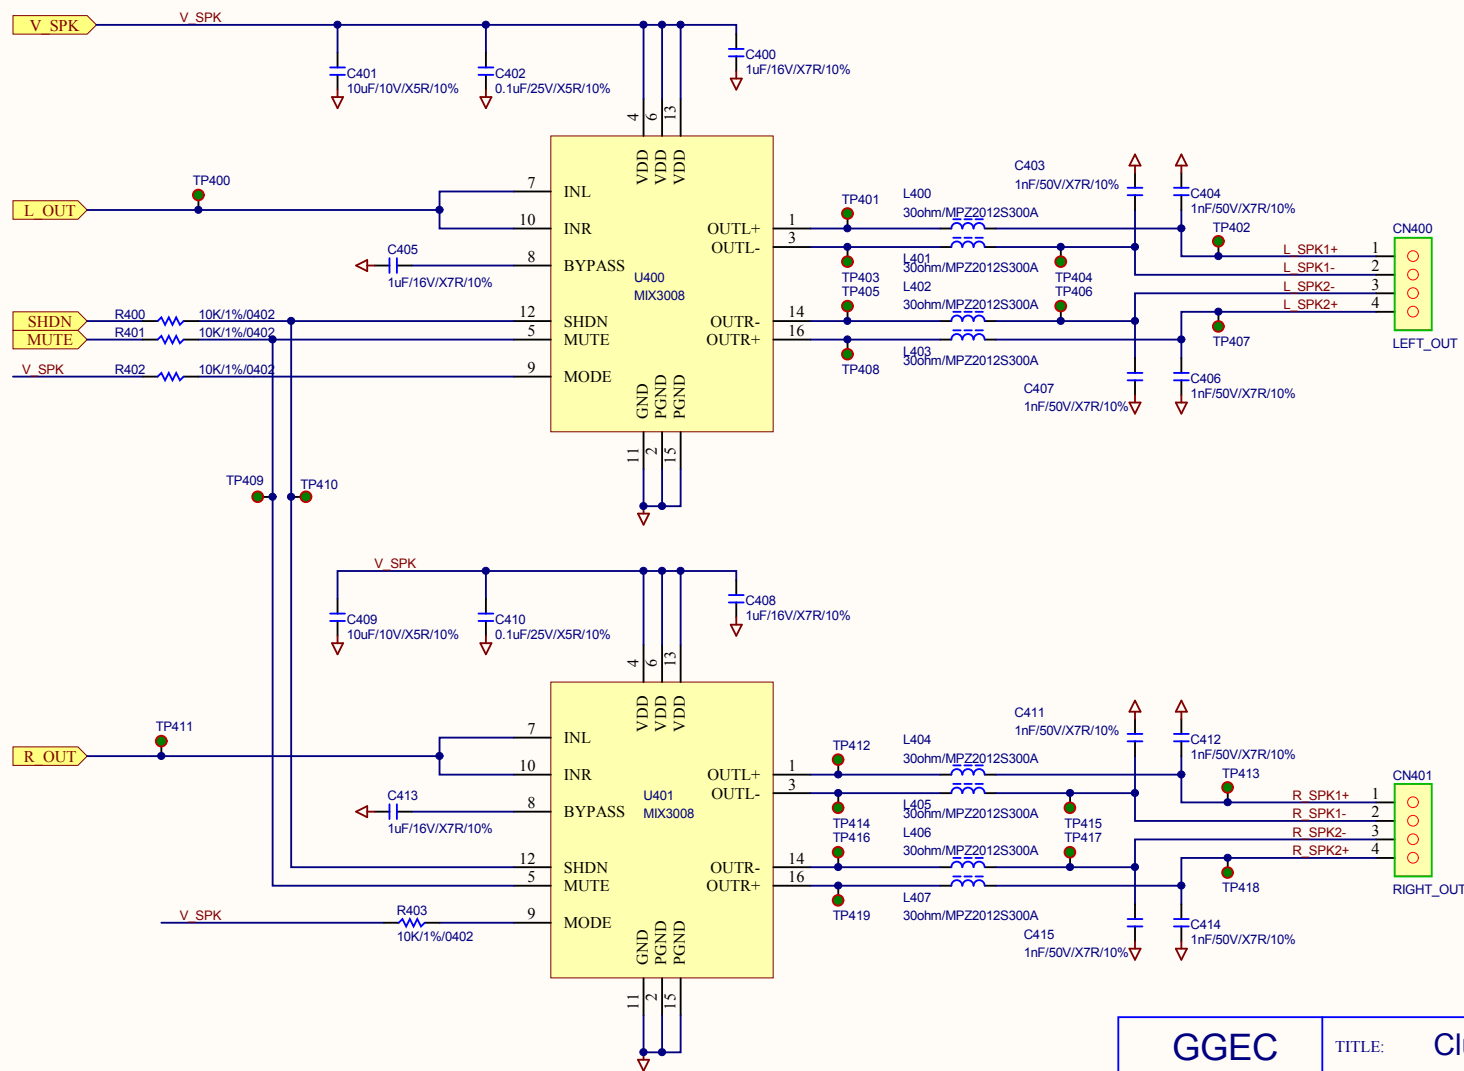 V_SPK
V_SPK
C401
10uF/10V/X5R/10%
C402
0.1uF/25V/X5R/10%
C400
1uF/16V/X7R/10%
4
6
13
VDD
VDD
VDD
TP400
L_OUT
7
INL
10
INR
C405
1uF/16V/X7R/10%
8
BYPASS
U400
MIX3008
SHDN
R400
10K/1%/0402
12
SHDN
MUTE
R401
10K/1%/0402
5
MUTE
V_SPK
R402
10K/1%/0402
9
MODE
GND
PGND
PGND
11
2
15
OUTL+
1
OUTL-
3
OUTR-
14
OUTR+
16
TP401
L400
30ohm/MPZ2012S300A
TP403
L401
30ohm/MPZ2012S300A
TP404
TP405
L402
30ohm/MPZ2012S300A
TP406
TP408
L403
30ohm/MPZ2012S300A
C403
1nF/50V/X7R/10%
C404
1nF/50V/X7R/10%
TP402
CN400
L_SPK1+
1
L_SPK1-
2
L_SPK2-
3
L_SPK2+
4
TP407
LEFT_OUT
C407
1nF/50V/X7R/10%
C406
1nF/50V/X7R/10%
TP409
TP410
V_SPK
C409
10uF/10V/X5R/10%
C410
0.1uF/25V/X5R/10%
C408
1uF/16V/X7R/10%
4
6
13
VDD
VDD
VDD
TP411
R_OUT
7
INL
10
INR
C413
1uF/16V/X7R/10%
8
BYPASS
U401
MIX3008
12
SHDN
5
MUTE
V_SPK
R403
10K/1%/0402
9
MODE
GND
PGND
PGND
11
2
15
OUTL+
1
OUTL-
3
OUTR-
14
OUTR+
16
TP412
L404
30ohm/MPZ2012S300A
TP414
L405
30ohm/MPZ2012S300A
TP415
TP416
L406
30ohm/MPZ2012S300A
TP417
TP419
L407
30ohm/MPZ2012S300A
C411
1nF/50V/X7R/10%
C412
1nF/50V/X7R/10%
TP413
CN401
R_SPK1+
1
R_SPK1-
2
R_SPK2-
3
R_SPK2+
4
TP418
RIGHT_OUT
C415
1nF/50V/X7R/10%
C414
1nF/50V/X7R/10%
GGEC
TITLE: